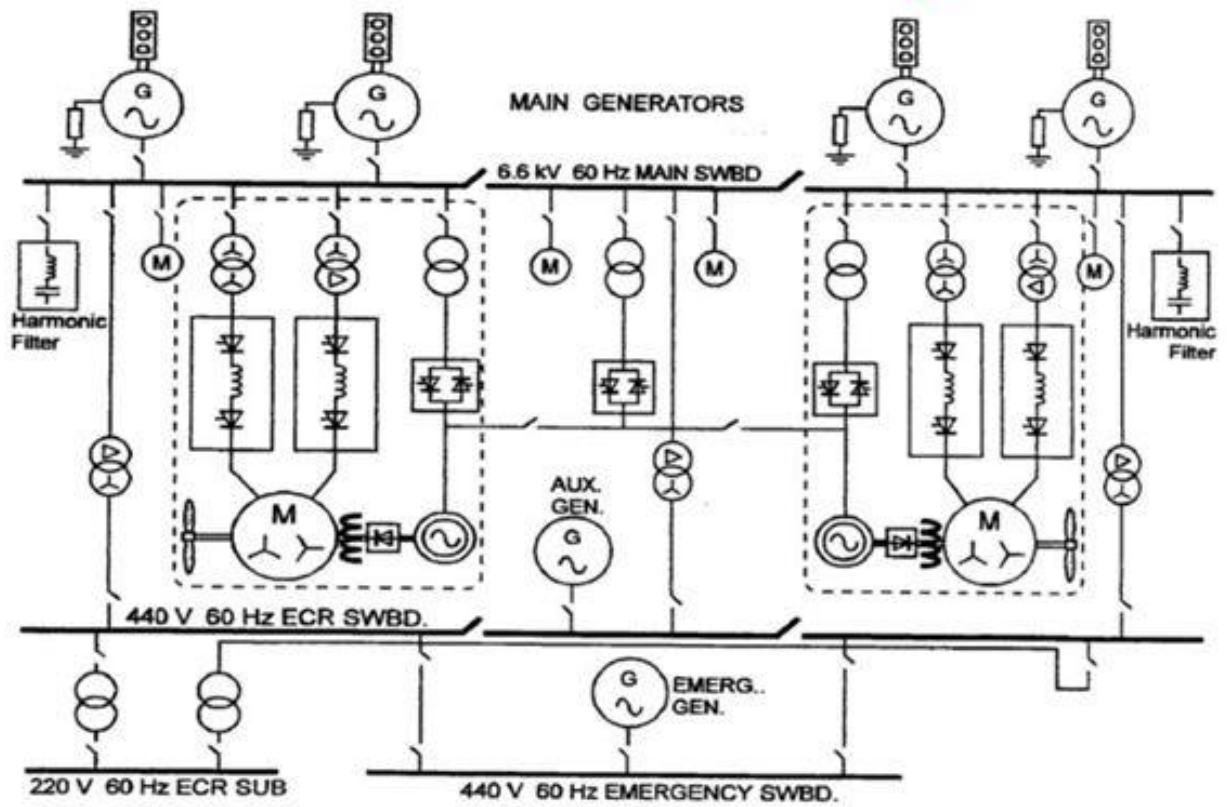 G
G
G
G
MAIN GENERATORS
6.6 kV 60 Hz MAIN SWBD
M
M
M
M
Harmonic
Filter
Harmonic
Filter
AUX.
GEN.
G
M
M
440 V 60 Hz ECR SWBD.
G
EMERG..
GEN.
220 V 60 Hz ECR SUB
440 V 60 Hz EMERGENCY SWBD.